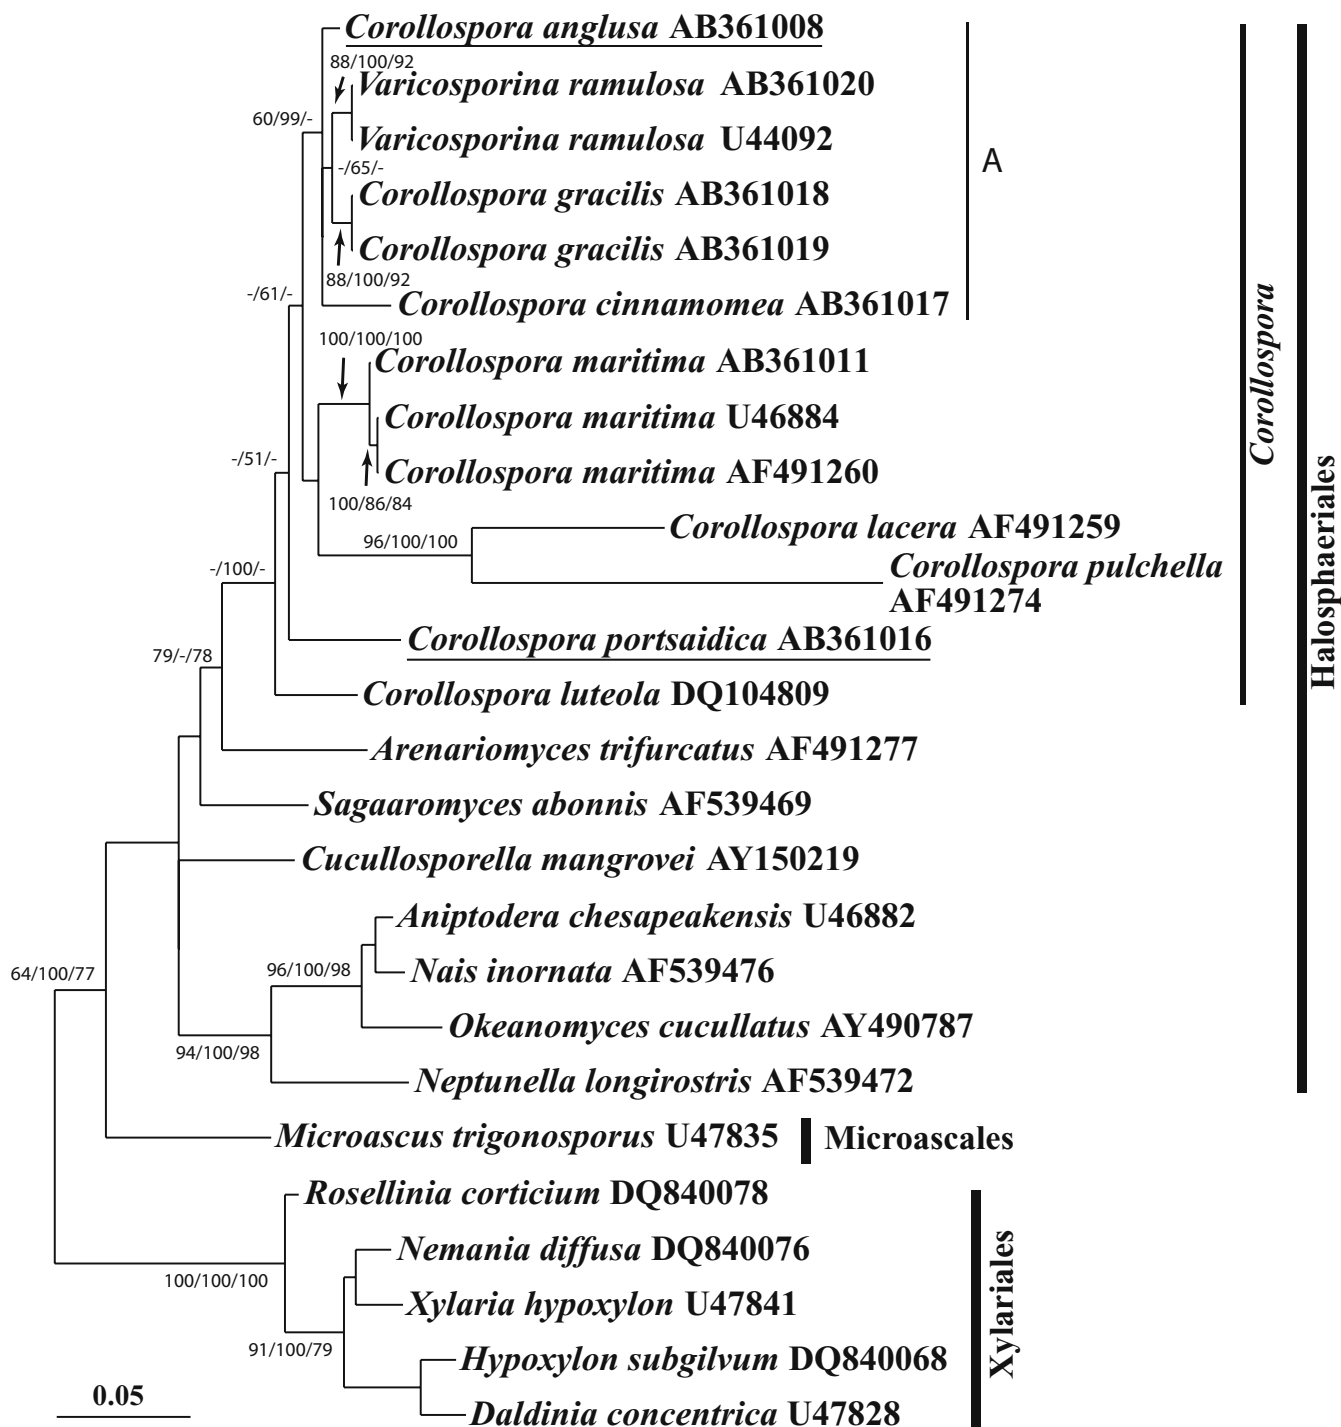 Corollospora anglusa AB361008
88/100/92
Varicosporina ramulosa AB361020
60/99/-
Varicosporina ramulosa U44092
A
-/65/-
Corollospora gracilis AB361018
Corollospora gracilis AB361019
88/100/92
-/61/-
Corollospora cinnamomea AB361017
100/100/100
Corollospora maritima AB361011
Corollospora
Corollospora maritima U46884
-/51/-
Corollospora maritima AF491260
100/86/84
Halosphaeriales
Corollospora lacera AF491259
96/100/100
Corollospora pulchella
AF491274
-/100/-
Corollospora portsaidica AB361016
79/-/78
Corollospora luteola DQ104809
Arenariomyces trifurcatus AF491277
Sagaaromyces abonnis AF539469
Cucullosporella mangrovei AY150219
Aniptodera chesapeakensis U46882
64/100/77
96/100/98
Nais inornata AF539476
Okeanomyces cucullatus AY490787
94/100/98
Neptunella longirostris AF539472
Microascus trigonosporus U47835
Microascales
Rosellinia corticium DQ840078
Nemania diffusa DQ840076
100/100/100
Xylariales
Xylaria hypoxylon U47841
91/100/79
Hypoxylon subgilvum DQ840068
0.05
Daldinia concentrica U47828